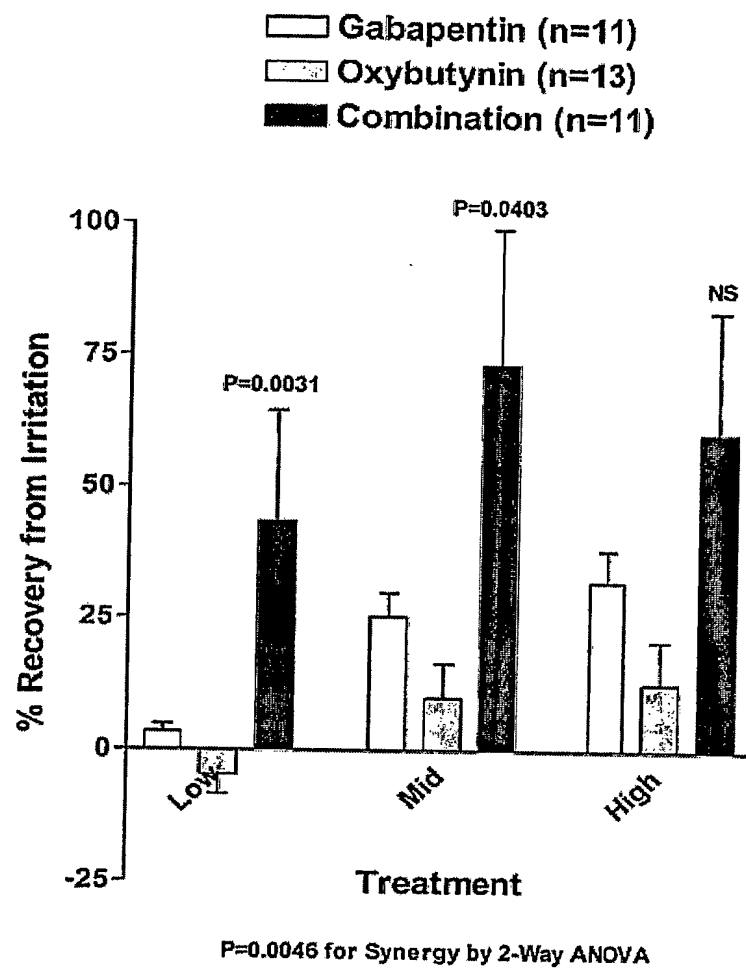 Gabapentin (n=11)
Oxybutynin (n=13)
Combination (n=11)
P=0.0403
100
NS
75
P=0.0031
50
25
0
-25
% Recovery from Irritation
Low
Mid
High
Treatment
P=0.0046 for Synergy by 2-Way ANOVA